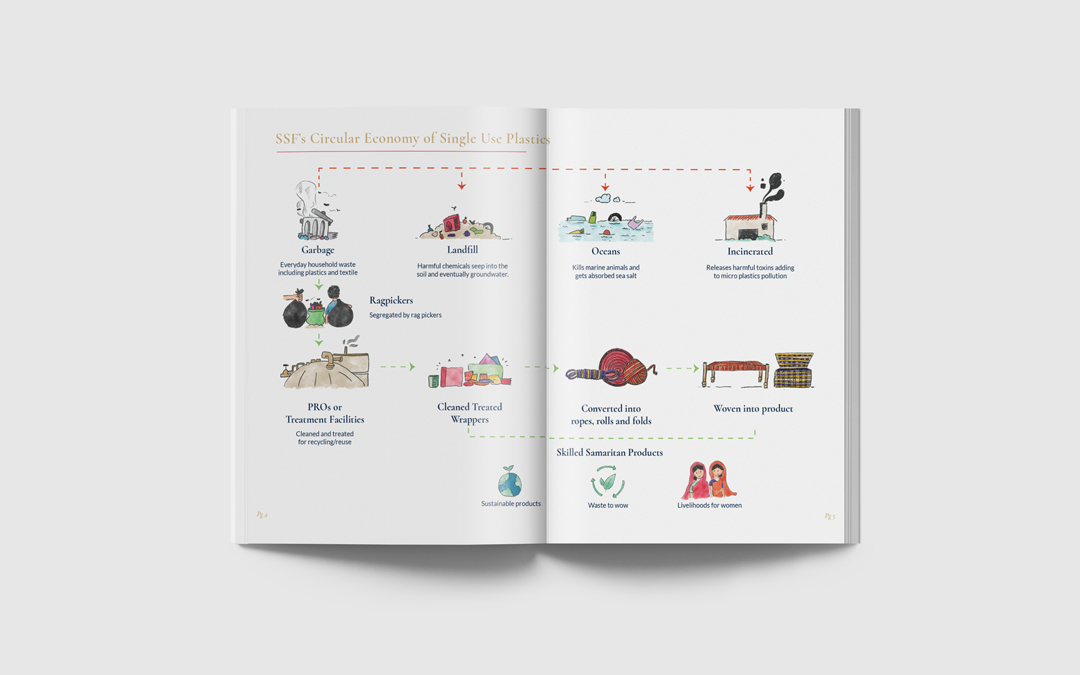 SSF's Circular Economy of Single Use Plastics
Garbage
Everyday household waste
including plastics and textile
Landfill
Harmful chemicals seep into the
soil and eventually groundwater.
Oceans
Kills marine animals and
gets absorbed sea salt
Incinerated
Releases harmful toxins adding
to micro plastics pollution
Ragpickers
Segregated by rag pickers
PROs or
Treatment Facilities
Cleaned and treated
for recycling/reuse
Cleaned Treated
Wrappers
Converted into
ropes, rolls and folds
Woven into product
Skilled Samaritan Products
Sustainable products
Waste to wow
Livelihoods for women
Pg 4
Pg 5